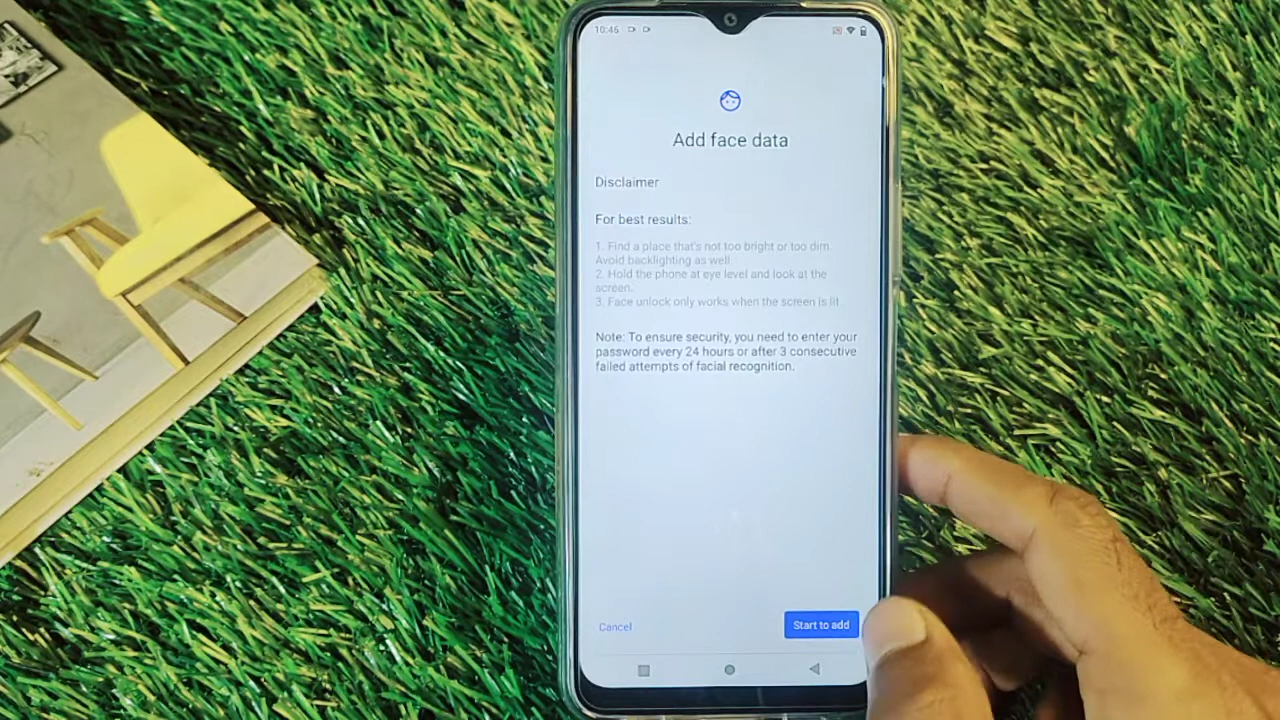 10:46
Add face data
Disclaimer
For best results:
1. Find a place that's not too bright or too dim.
Avoid backlighting as well.
2. Hold the phone at eye level and look at the
screen.
3. Face unlock only works when the screen is lit.
Note: To ensure security, you need to enter your
password every 24 hours or after 3 consecutive
failed attempts of facial recognition.
Cancel
Start to add